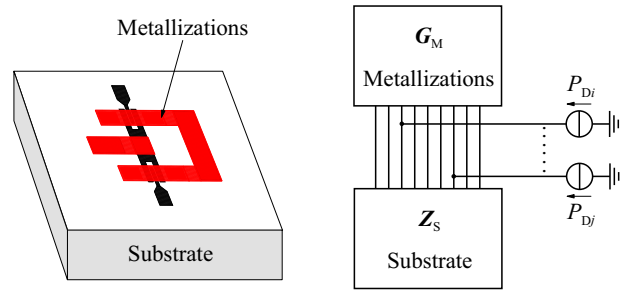 Metallizations
Substrate
G_M
Metallizations
P_Di
P_Dj
Z_S
Substrate